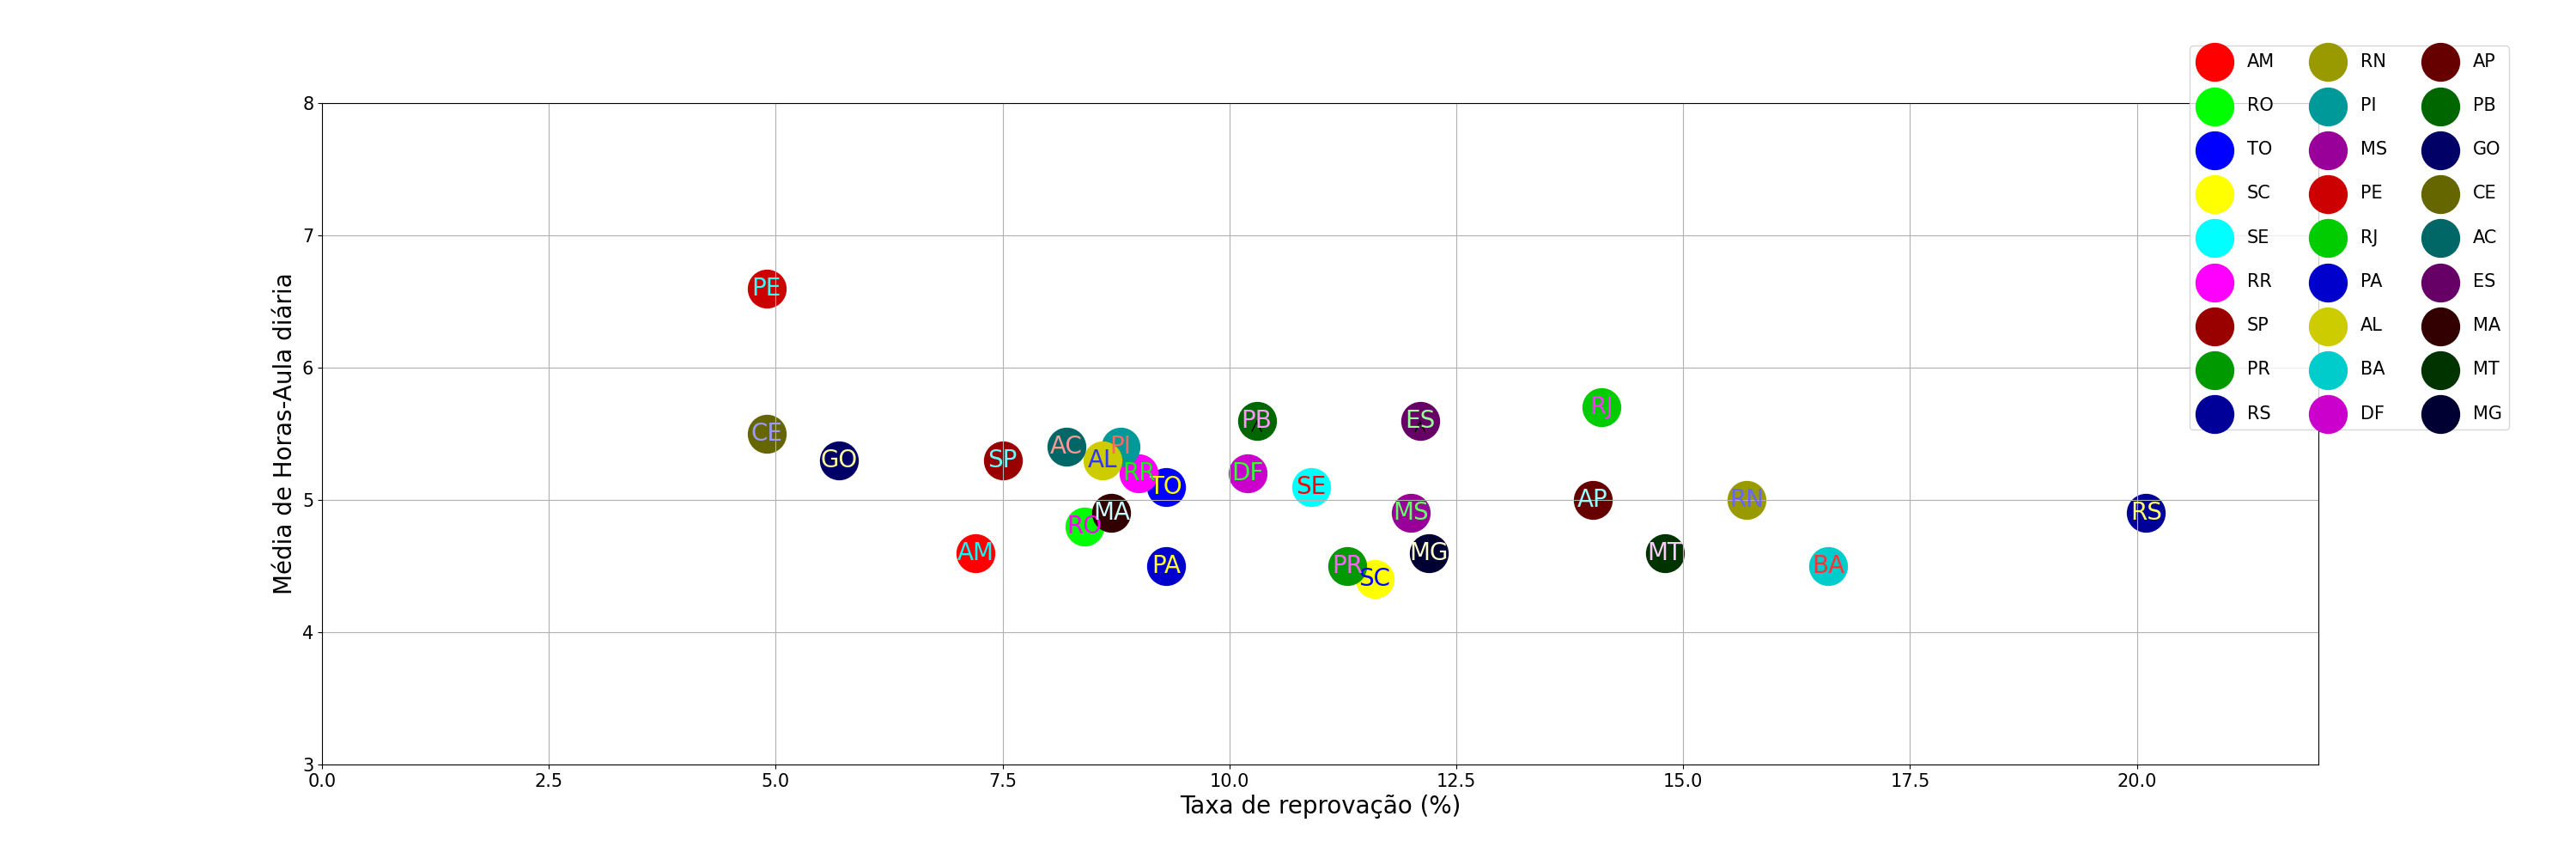 AM RN AP
RO PI PB
TO MS GO
SC PE CE
SE RJ AC
RR PA ES
SP AL MA
PR BA MT
RS DF MG
8
7
6
5
4
3
Média de Horas-Aula diária
PE
RJ
PB ES
CE AC PI
GO SP AL
RR DF
TO SE
AP RN
MA MS RS
RO
AM MG MT
PA PR BA
SC
0.0 2.5 5.0 7.5 10.0 12.5 15.0 17.5 20.0
Taxa de reprovação (%)